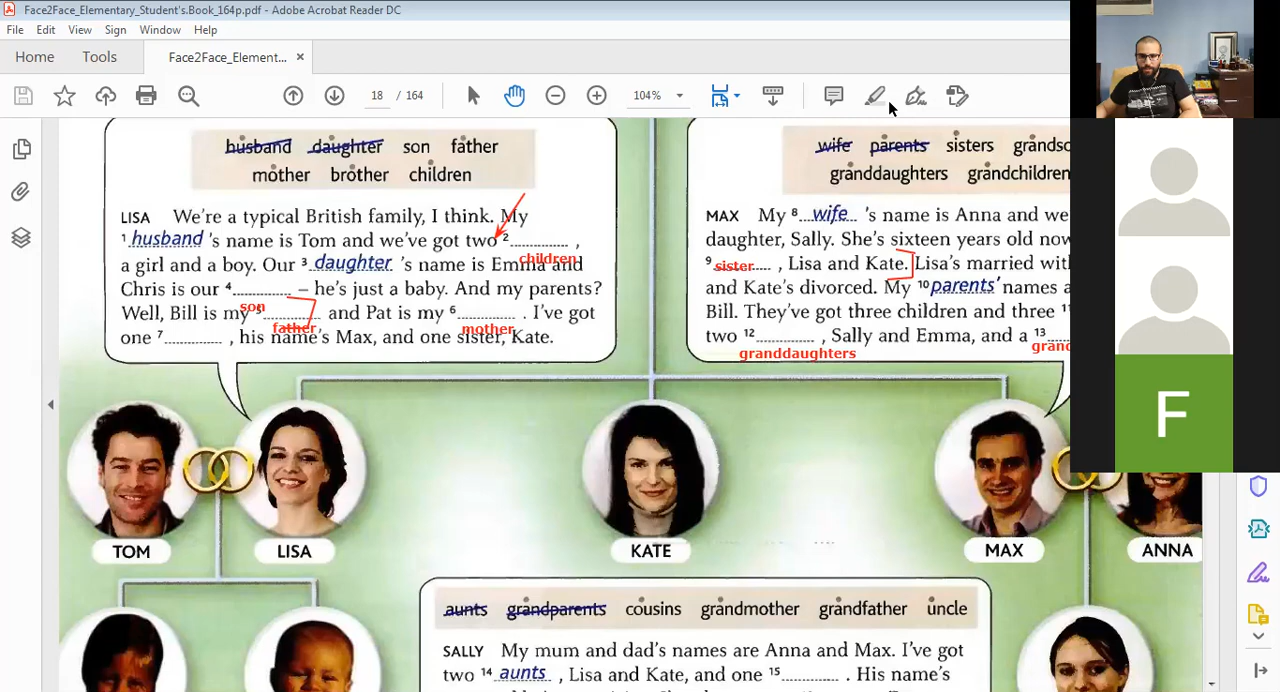 Face2Face_Elementary_Student's.Book_164p.pdf - Adobe Acrobat Reader DC
File Edit View Sign Window Help
Home Tools Face2Face_Element... ×
18 / 164 104%
husband daughter son father
mother brother children
LISA We're a typical British family, I think. My
1 husband 's name is Tom and we've got two 2 ............ ,
children
a girl and a boy. Our 3 daughter 's name is Emma and
Chris is our 4 ............ – he's just a baby. And my parents?
son
Well, Bill is my 5 ............ and Pat is my 6 ............ . I've got
father mother
one 7 ............ , his name's Max, and one sister, Kate.
wife parents sisters grandso
granddaughters grandchildren
MAX My 8 wife 's name is Anna and we
daughter, Sally. She's sixteen years old now
9 ............ , Lisa and Kate. Lisa's married with
sister
and Kate's divorced. My 10 parents' names a
Bill. They've got three children and three 11
two 12 ............ , Sally and Emma, and a 13
granddaughters grand
TOM LISA KATE MAX ANNA
aunts grandparents cousins grandmother grandfather uncle
SALLY My mum and dad's names are Anna and Max. I've got
two 14 aunts , Lisa and Kate, and one 15 ............ . His name's
F